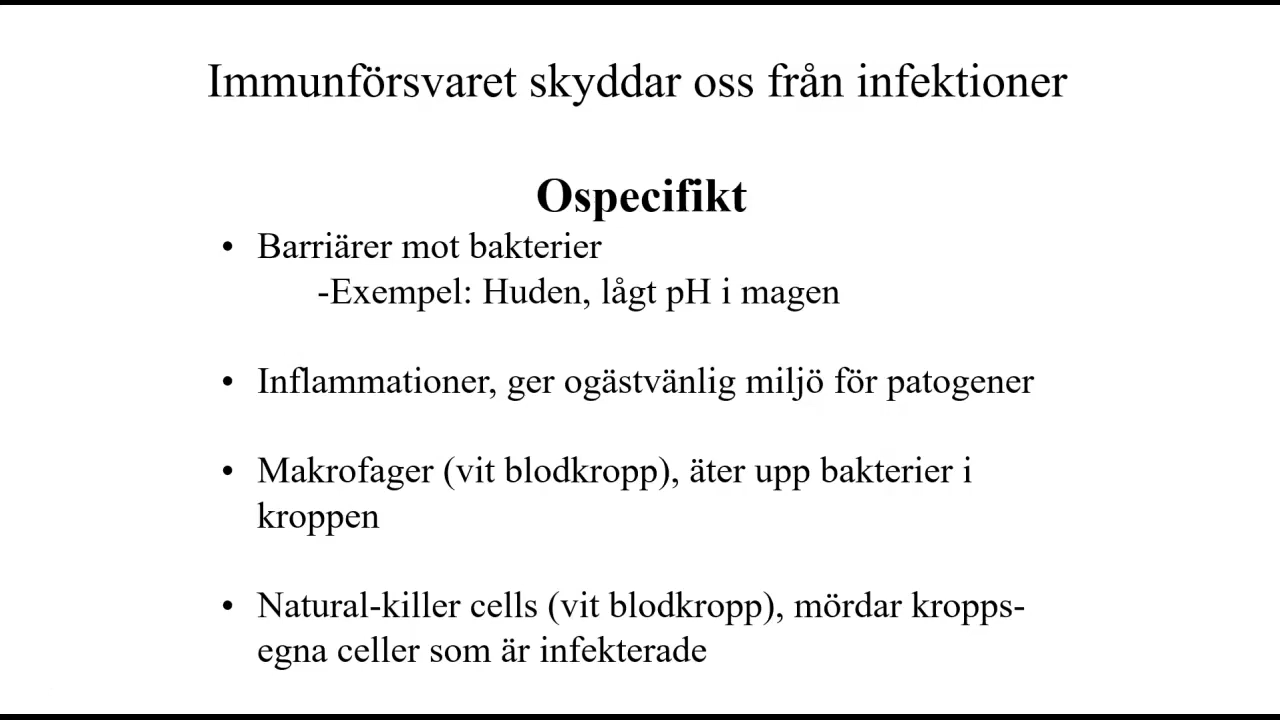 Immunförsvaret skyddar oss från infektioner
Ospecifikt
• Barriärer mot bakterier
-Exempel: Huden, lågt pH i magen
• Inflammationer, ger ogästvänlig miljö för patogener
• Makrofager (vit blodkropp), äter upp bakterier i
kroppen
• Natural-killer cells (vit blodkropp), mördar kropps-
egna celler som är infekterade